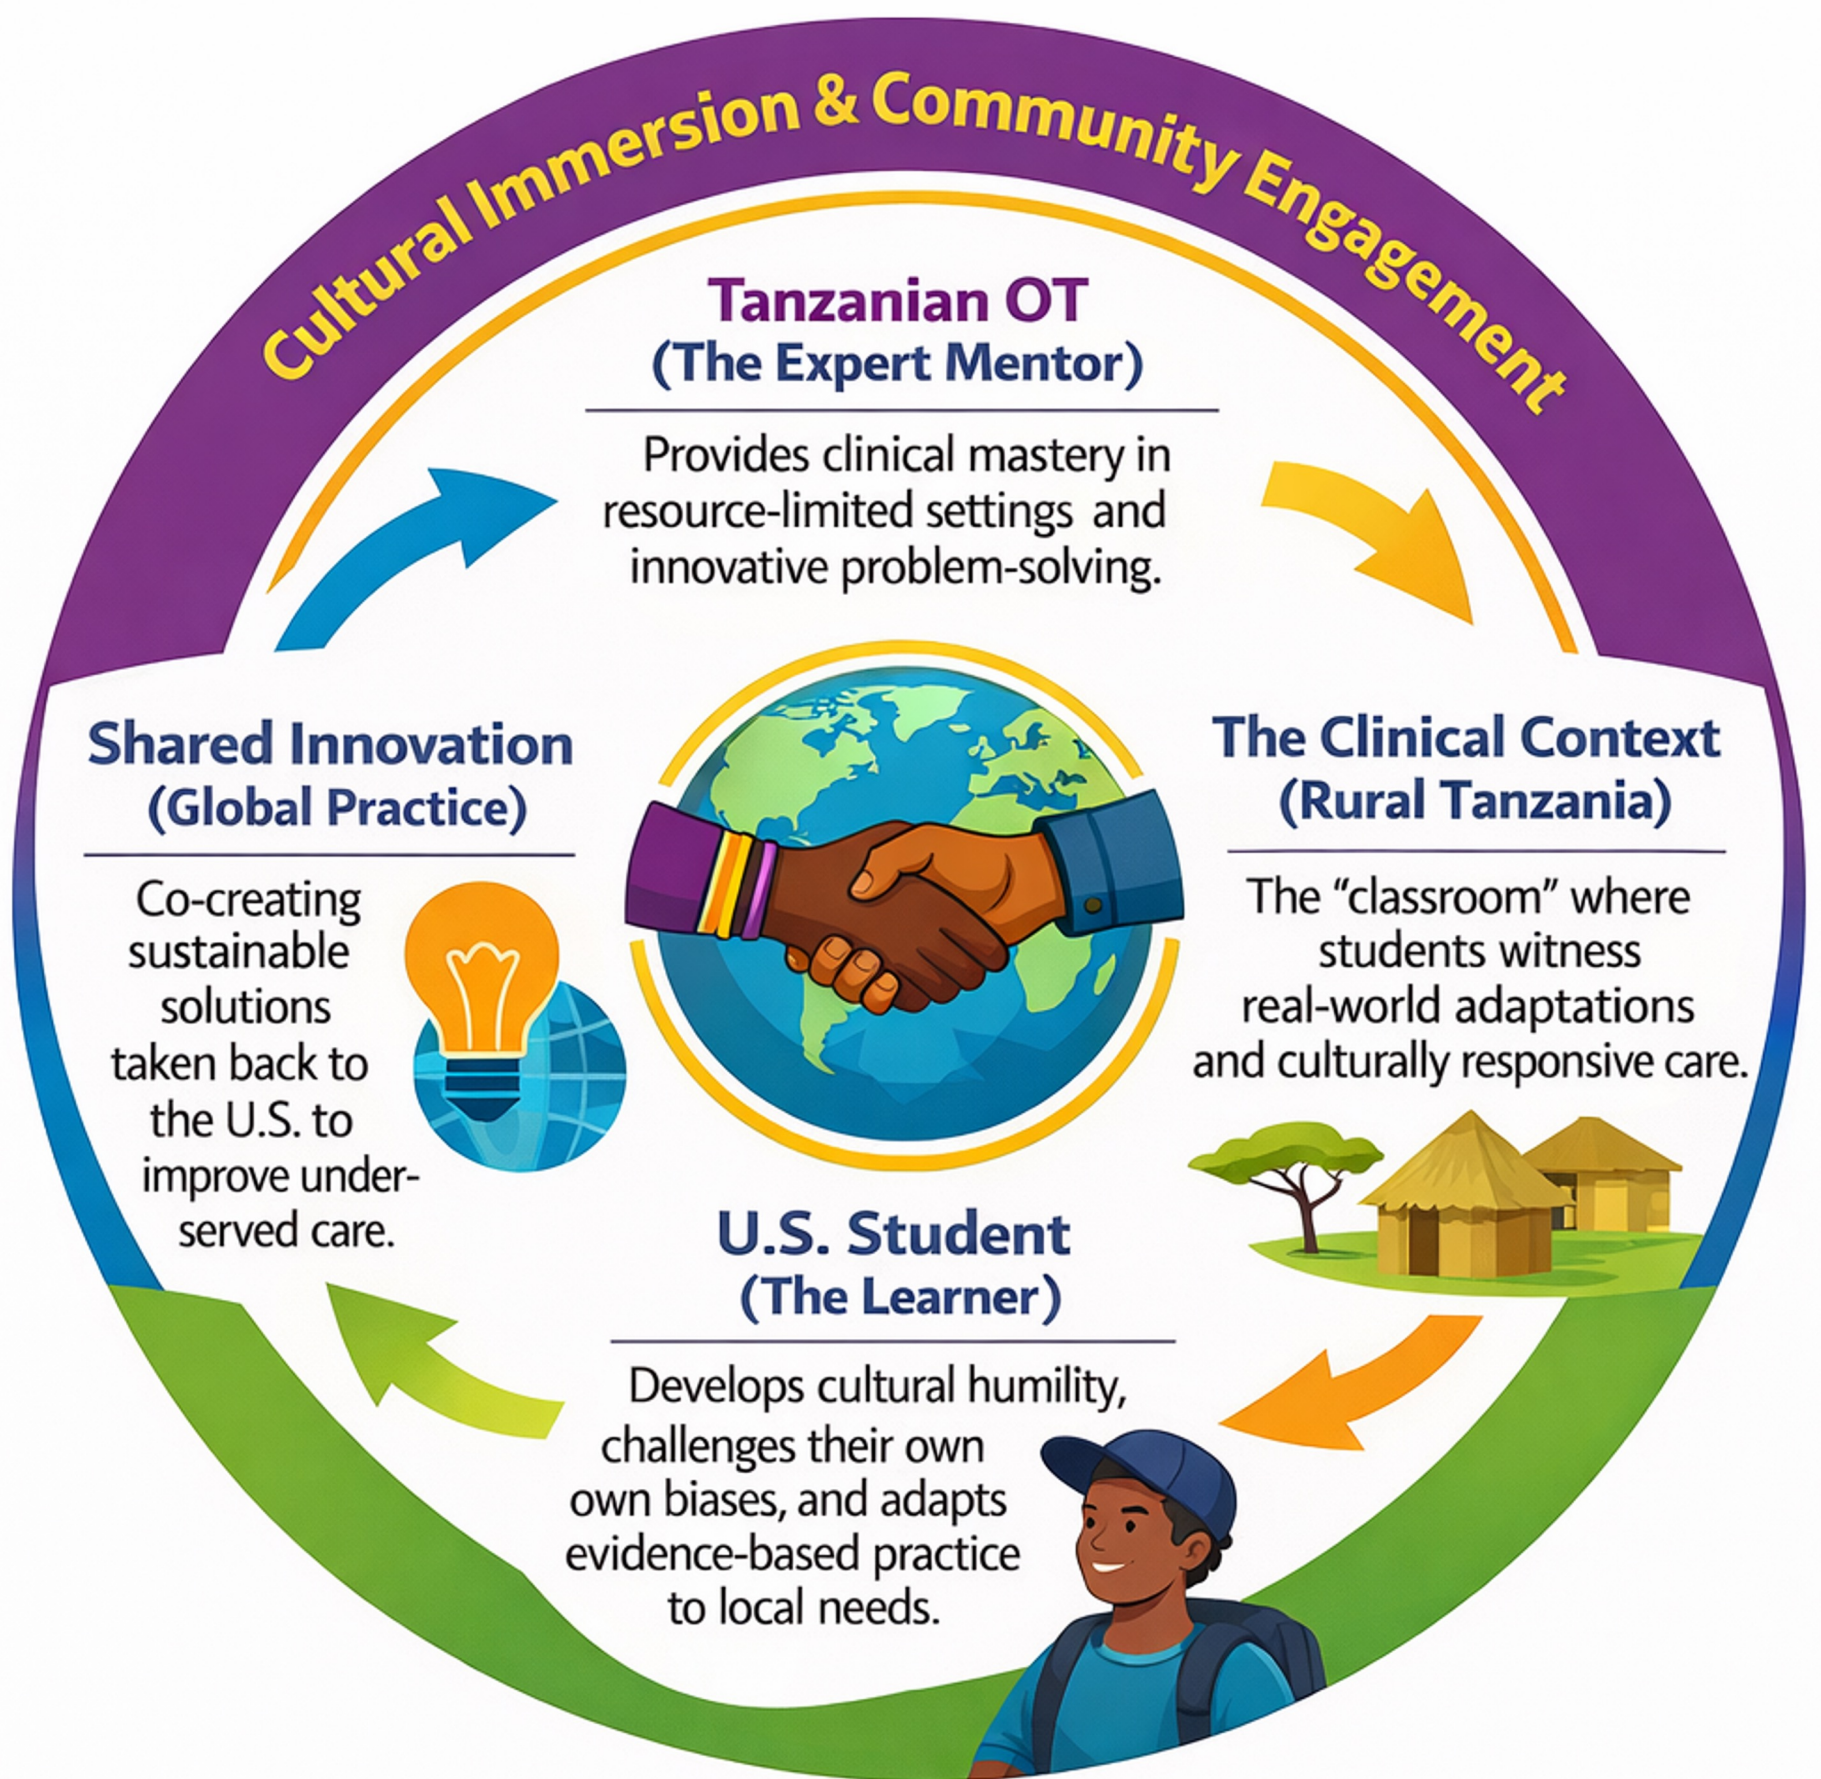 Cultural Immersion & Community Engagement
Tanzanian OT
(The Expert Mentor)
Provides clinical mastery in
resource-limited settings and
innovative problem-solving.
Shared Innovation
(Global Practice)
Co-creating
sustainable
solutions
taken back to
the U.S. to
improve under-
served care.
The Clinical Context
(Rural Tanzania)
The “classroom” where
students witness
real-world adaptations
and culturally responsive care.
U.S. Student
(The Learner)
Develops cultural humility,
challenges their own
own biases, and adapts
evidence-based practice
to local needs.